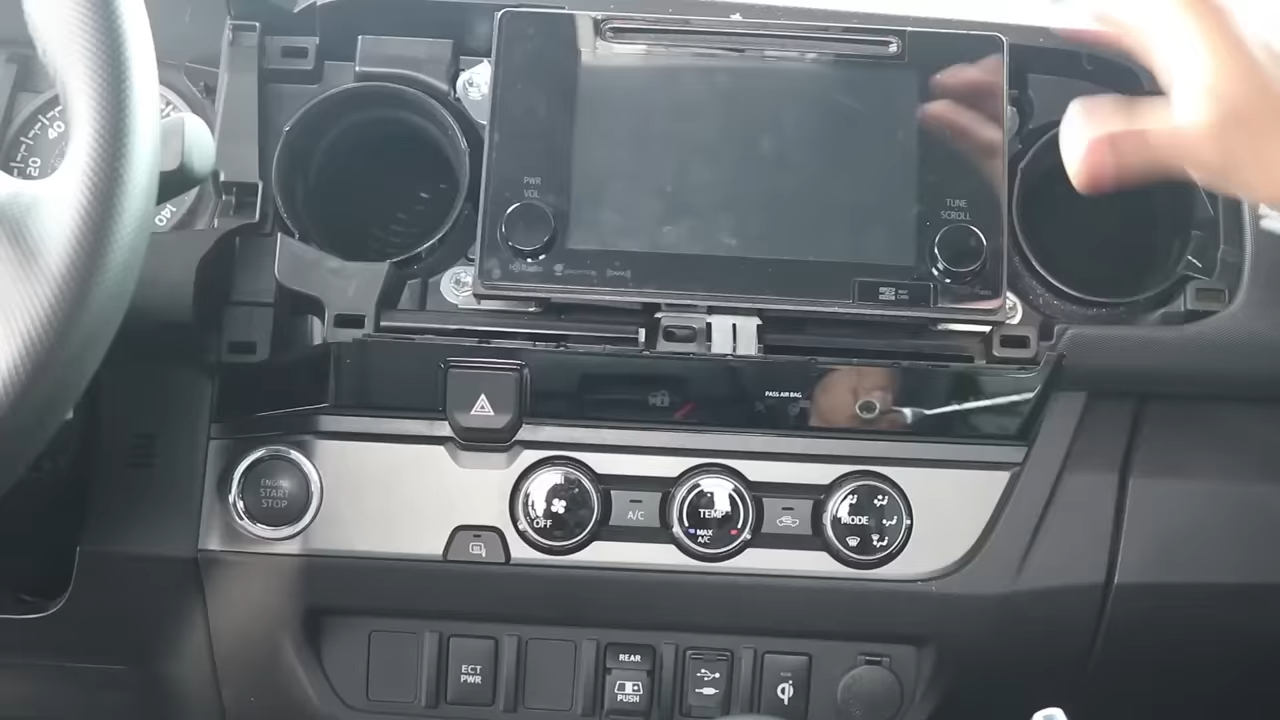 40
20
140
PWR
VOL
TUNE
SCROLL
PASS AIR BAG
ENGINE
START
STOP
OFF
A/C
TEMP
MAX
A/C
MODE
ECT
PWR
REAR
PUSH
qi